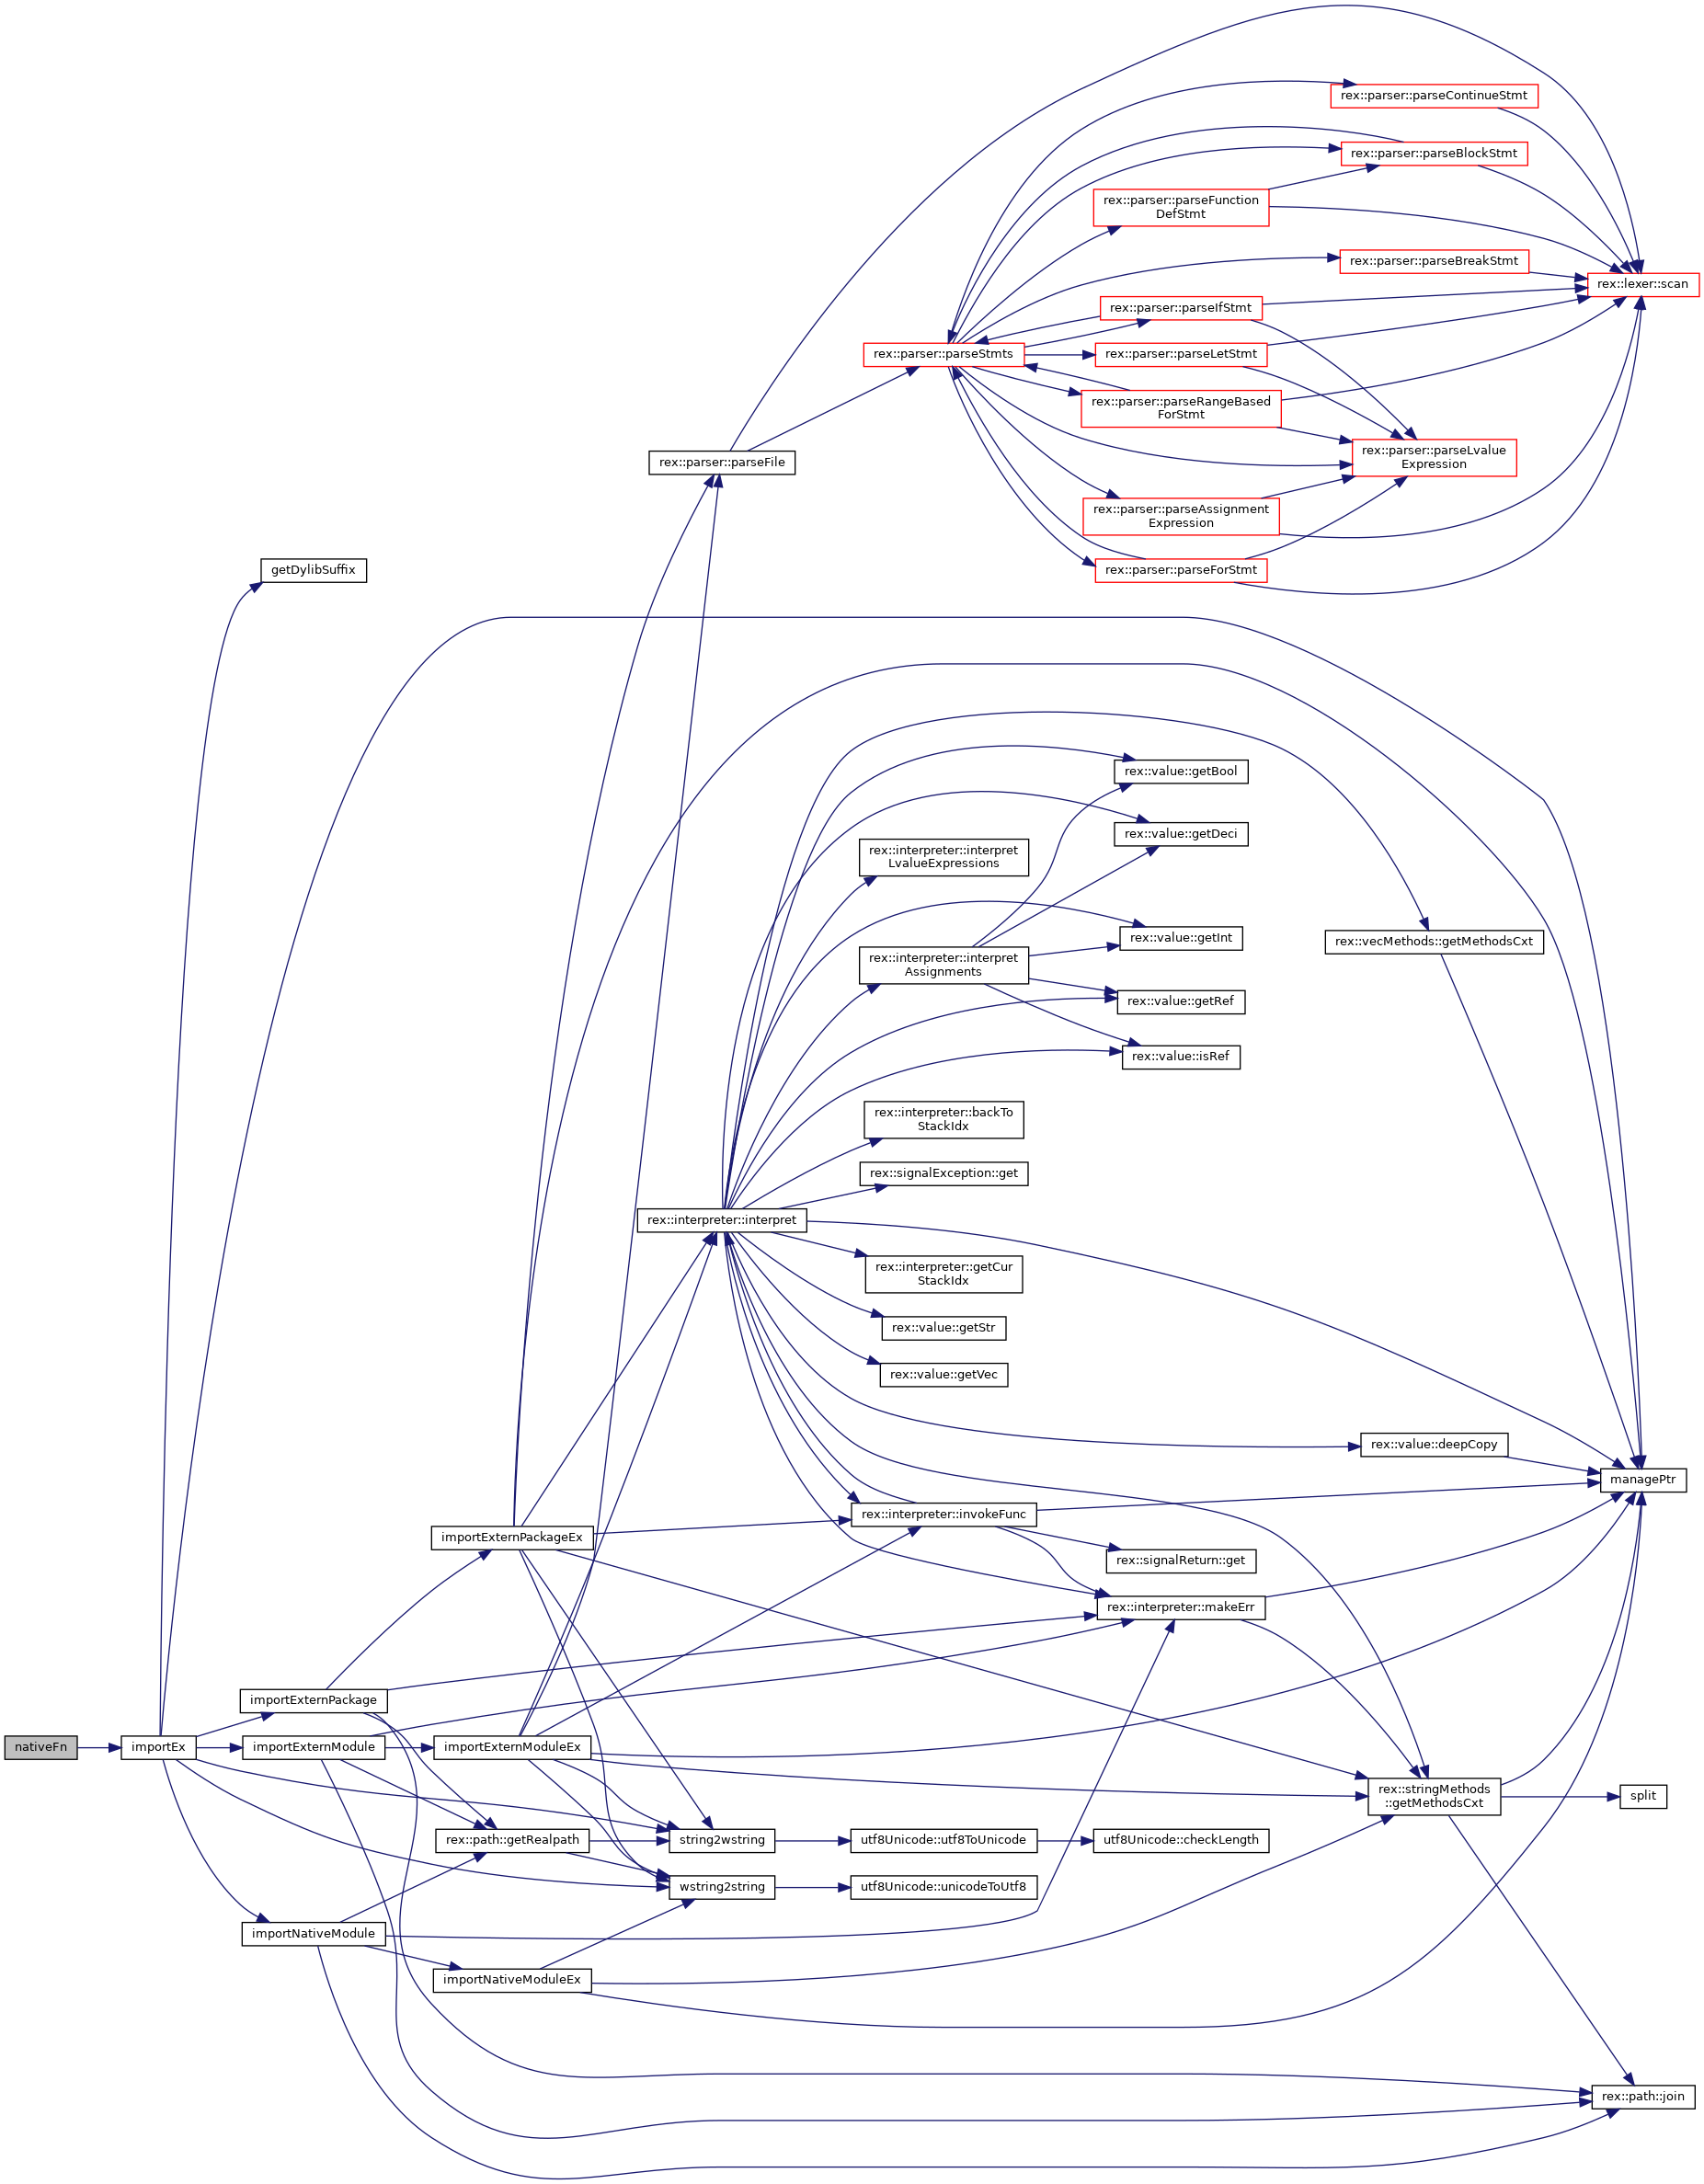 rex::parser::parseContinueStmt
rex::parser::parseBlockStmt
rex::parser::parseFunction
DefStmt
rex::parser::parseBreakStmt
rex::lexer::scan
rex::parser::parseIfStmt
rex::parser::parseStmts
rex::parser::parseLetStmt
rex::parser::parseRangeBased
ForStmt
rex::parser::parseFile
rex::parser::parseLvalue
Expression
rex::parser::parseAssignment
Expression
getDylibSuffix
rex::parser::parseForStmt
rex::value::getBool
rex::value::getDeci
rex::interpreter::interpret
LvalueExpressions
rex::value::getInt
rex::vecMethods::getMethodsCxt
rex::interpreter::interpret
Assignments
rex::value::getRef
rex::value::isRef
rex::interpreter::backTo
StackIdx
rex::signalException::get
rex::interpreter::interpret
rex::interpreter::getCur
StackIdx
rex::value::getStr
rex::value::getVec
rex::value::deepCopy
managePtr
rex::interpreter::invokeFunc
importExternPackageEx
rex::signalReturn::get
rex::interpreter::makeErr
importExternPackage
nativeFn
importEx
importExternModule
importExternModuleEx
rex::stringMethods
::getMethodsCxt
split
rex::path::getRealpath
string2wstring
utf8Unicode::utf8ToUnicode
utf8Unicode::checkLength
wstring2string
utf8Unicode::unicodeToUtf8
importNativeModule
importNativeModuleEx
rex::path::join